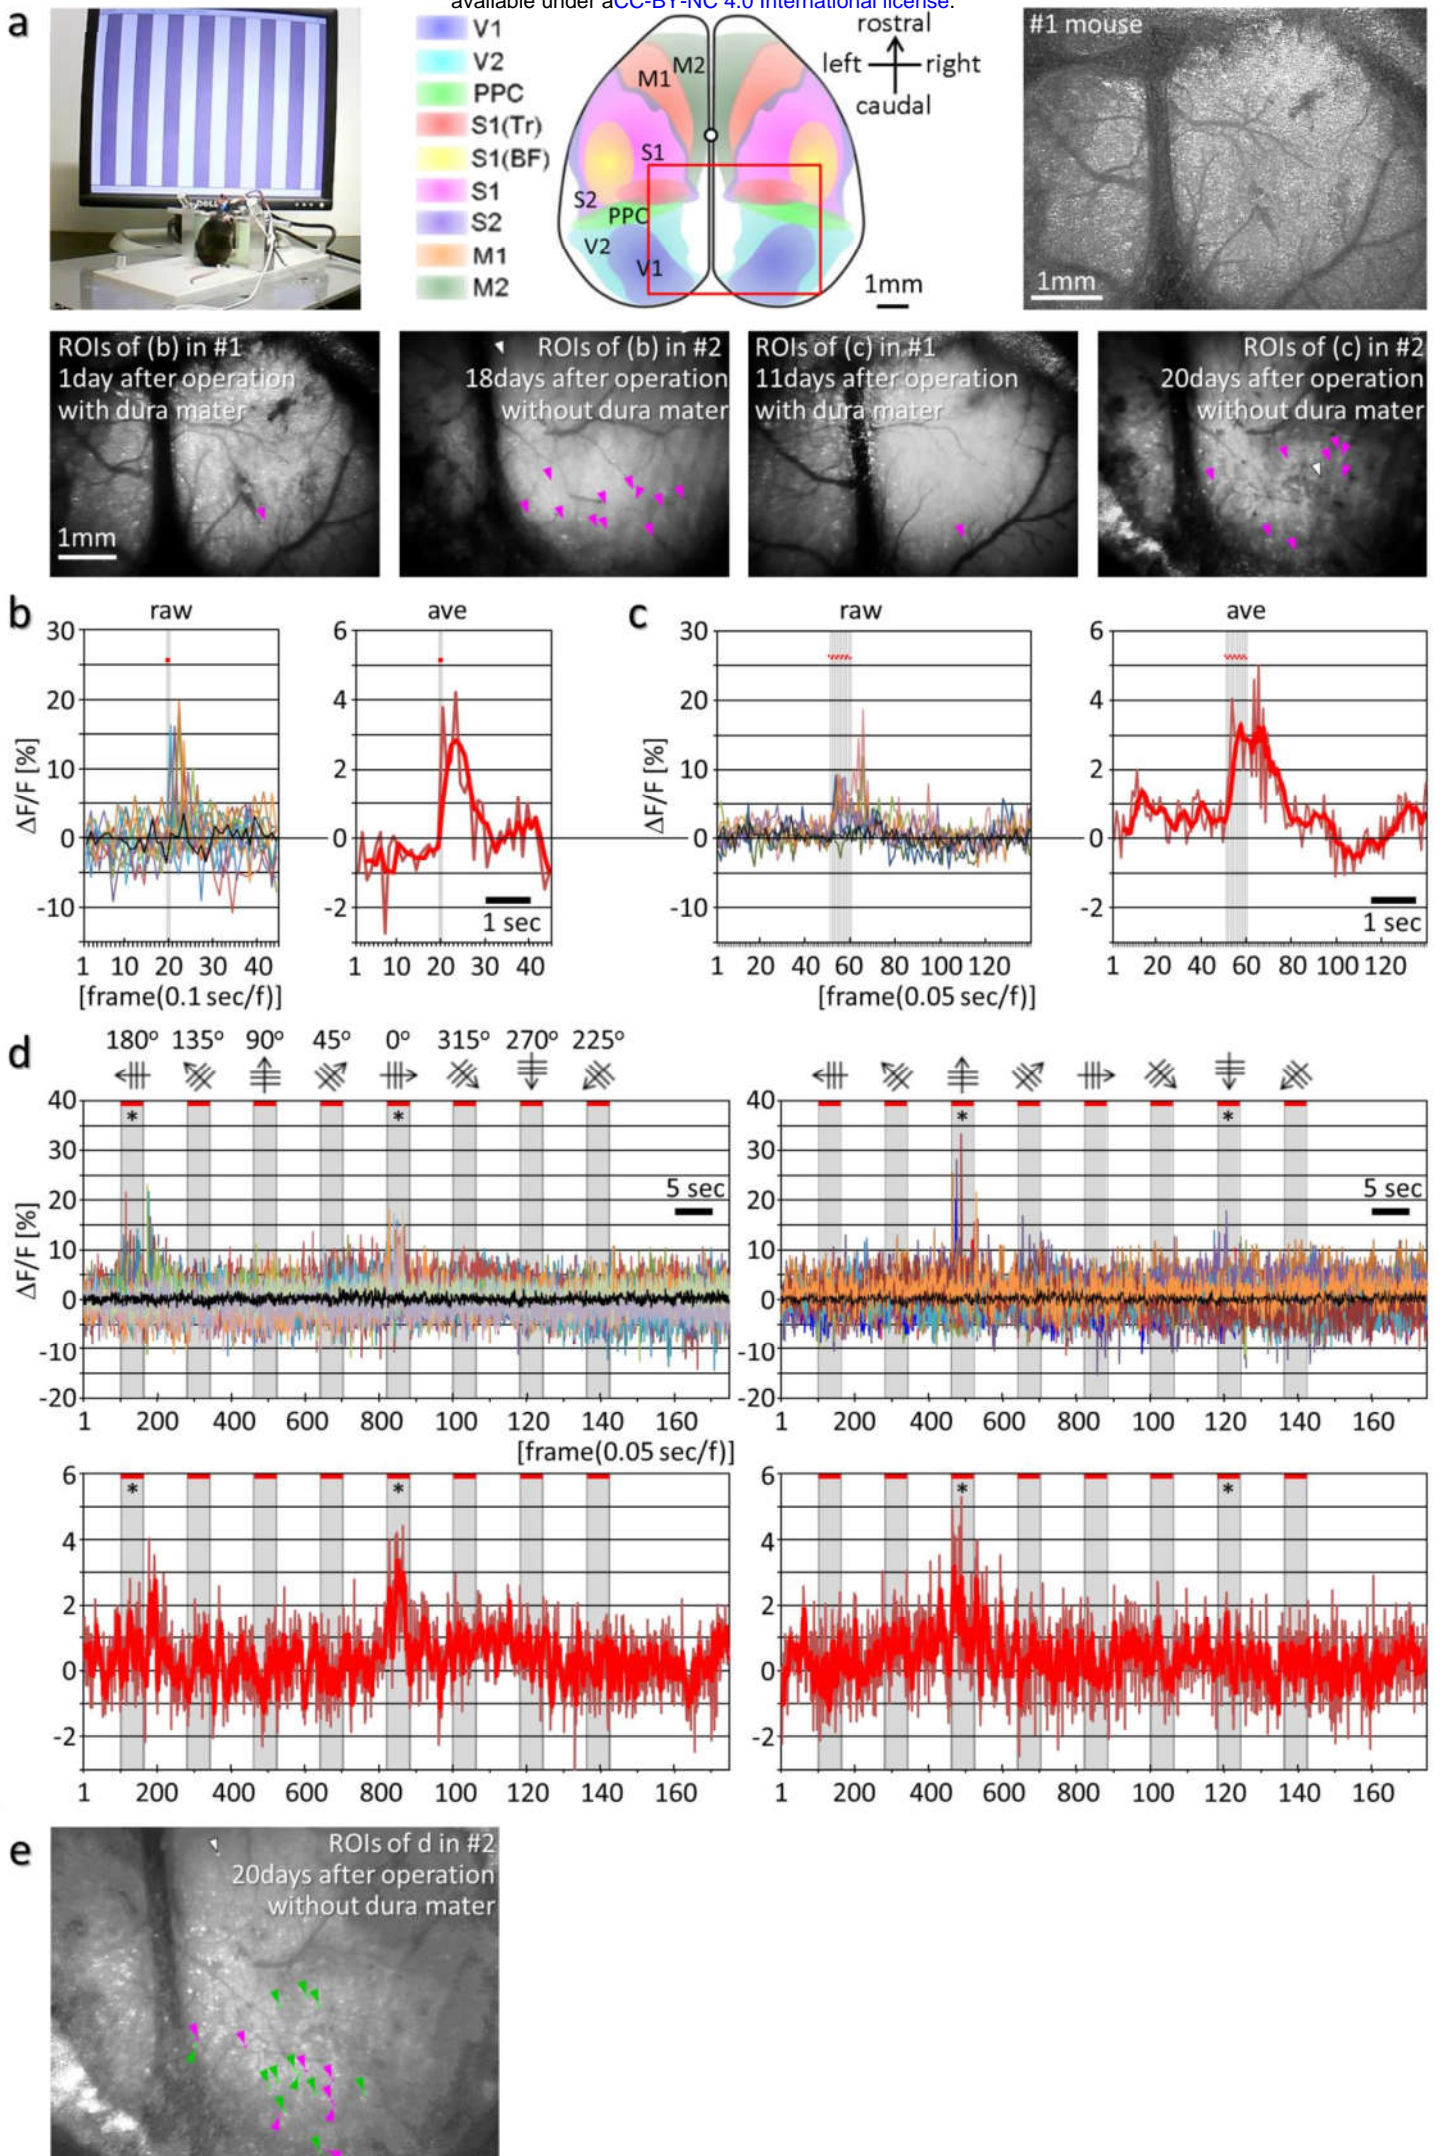 available under aCC-BY-NC 4.0 International license.
a
V1
V2
PPC
S1(Tr)
S1(BF)
S1
S2
M1
M2
M1
M2
S1
S2
PPC
V2
V1
rostral
left
right
caudal
1mm
#1 mouse
1mm
DELL
ROIs of (b) in #1
1day after operation
with dura mater
1mm
ROIs of (b) in #2
18days after operation
without dura mater
ROIs of (c) in #1
11days after operation
with dura mater
ROIs of (c) in #2
20days after operation
without dura mater
b
raw
ΔF/F [%]
30
20
10
0
-10
1 10 20 30 40
[frame(0.1 sec/f)]
ave
6
4
2
0
-2
1 sec
1 20 40
c
raw
ΔF/F [%]
30
20
10
0
-10
1 20 40 60 80 100 120
[frame(0.05 sec/f)]
ave
6
4
2
0
-2
1 sec
1 20 40 60 80 100 120
d
180° 135° 90° 45° 0° 315° 270° 225°
ΔF/F [%]
40
30
20
10
0
-10
-20
* *
5 sec
1 200 400 600 800 100 120 140 160
[frame(0.05 sec/f)]
40
30
20
10
0
-10
-20
* *
5 sec
1 200 400 600 800 100 120 140 160
6
4
2
0
-2
* *
1 200 400 600 800 100 120 140 160
6
4
2
0
-2
* *
1 200 400 600 800 100 120 140 160
e
ROIs of d in #2
20days after operation
without dura mater